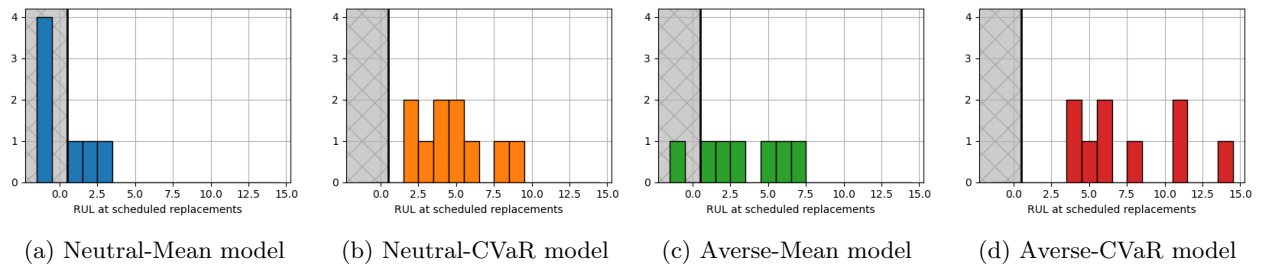 4
3
2
1
0
0.0 2.5 5.0 7.5 10.0 12.5 15.0
RUL at scheduled replacements
(a) Neutral-Mean model
4
3
2
1
0
0.0 2.5 5.0 7.5 10.0 12.5 15.0
RUL at scheduled replacements
(b) Neutral-CVaR model
4
3
2
1
0
0.0 2.5 5.0 7.5 10.0 12.5 15.0
RUL at scheduled replacements
(c) Averse-Mean model
4
3
2
1
0
0.0 2.5 5.0 7.5 10.0 12.5 15.0
RUL at scheduled replacements
(d) Averse-CVaR model